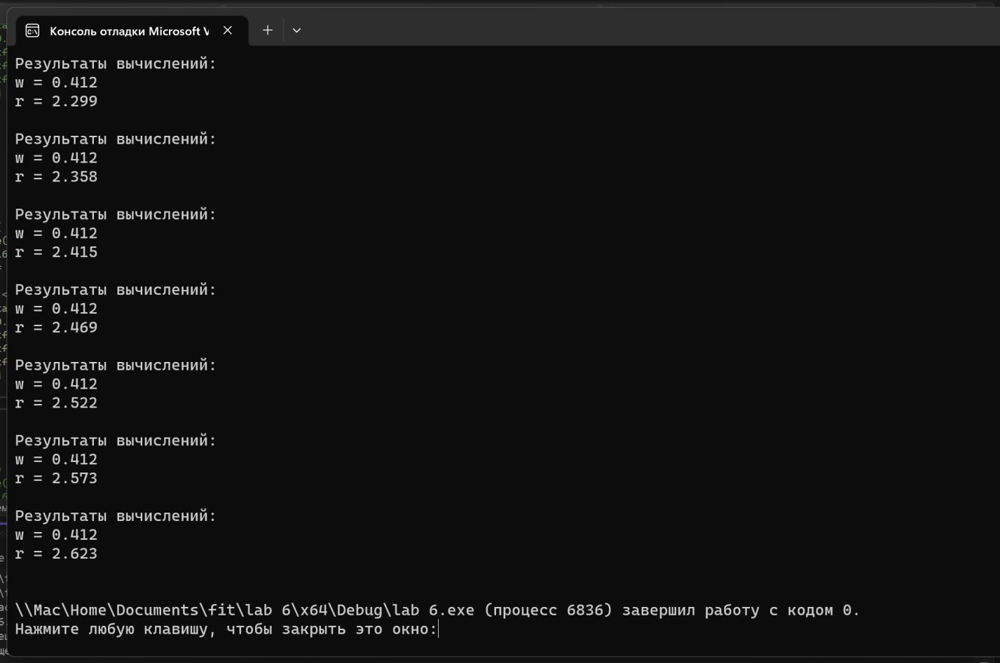 Консоль отладки Microsoft V
Результаты вычислений:
w = 0.412
r = 2.299
Результаты вычислений:
w = 0.412
r = 2.358
Результаты вычислений:
w = 0.412
r = 2.415
Результаты вычислений:
w = 0.412
r = 2.469
Результаты вычислений:
w = 0.412
r = 2.522
Результаты вычислений:
w = 0.412
r = 2.573
Результаты вычислений:
w = 0.412
r = 2.623
\\Mac\Home\Documents\fit\lab 6\x64\Debug\lab 6.exe (процесс 6836) завершил работу с кодом 0.
Нажмите любую клавишу, чтобы закрыть это окно: